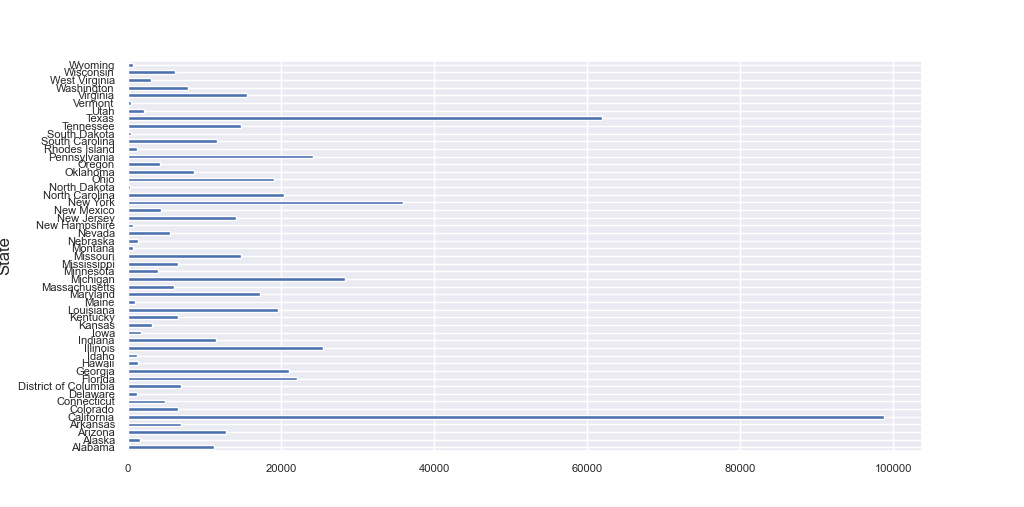 Wyoming
Wisconsin
West Virginia
Washington
Virginia
Vermont
Utah
Texas
Tennessee
South Dakota
South Carolina
Rhodes Island
Pennsylvania
Oregon
Oklahoma
Ohio
North Dakota
North Carolina
New York
New Mexico
New Jersey
New Hampshire
Nevada
Nebraska
Montana
Missouri
Mississippi
Minnesota
Michigan
Massachusetts
Maryland
Maine
Louisiana
Kentucky
Kansas
Iowa
Indiana
Illinois
Idaho
Hawaii
Georgia
Florida
District of Columbia
Delaware
Connecticut
Colorado
California
Arkansas
Arizona
Alaska
Alabama
State
0 20000 40000 60000 80000 100000